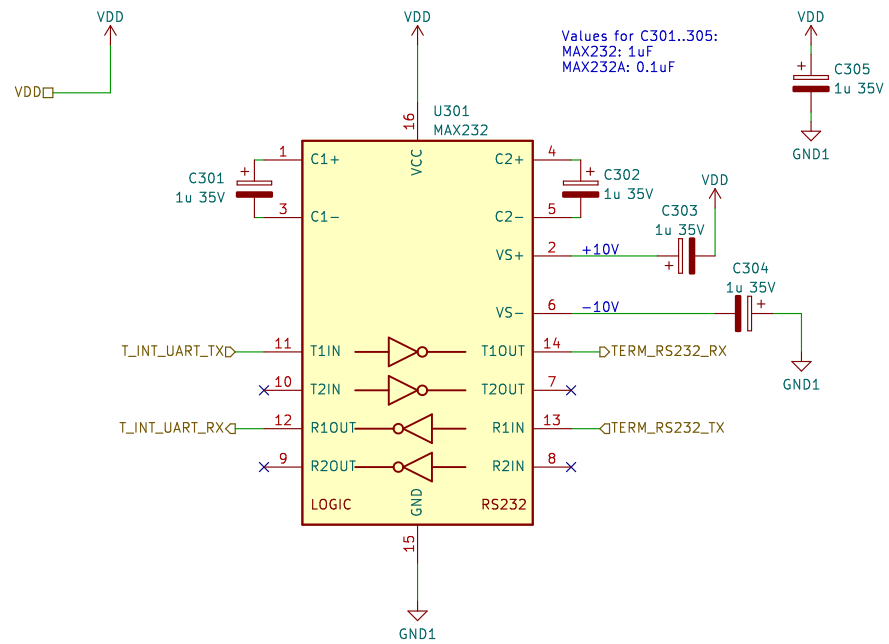 VDD
VDD
VDD
Values for C301..305:
MAX232: 1uF
MAX232A: 0.1uF
VDD
+
C305
1u 35V
GND1
U301
MAX232
16
VCC
1
C1+
C2+
4
+
C301
1u 35V
+
C302
1u 35V
3
C1-
C2-
5
VDD
C303
1u 35V
VS+
2
+10V
+
C304
1u 35V
+
VS-
6
-10V
GND1
T_INT_UART_TX
11
T1IN
T1OUT
14
TERM_RS232_RX
10
T2IN
T2OUT
7
T_INT_UART_RX
12
R1OUT
R1IN
13
TERM_RS232_TX
9
R2OUT
R2IN
8
LOGIC
GND
RS232
15
GND1